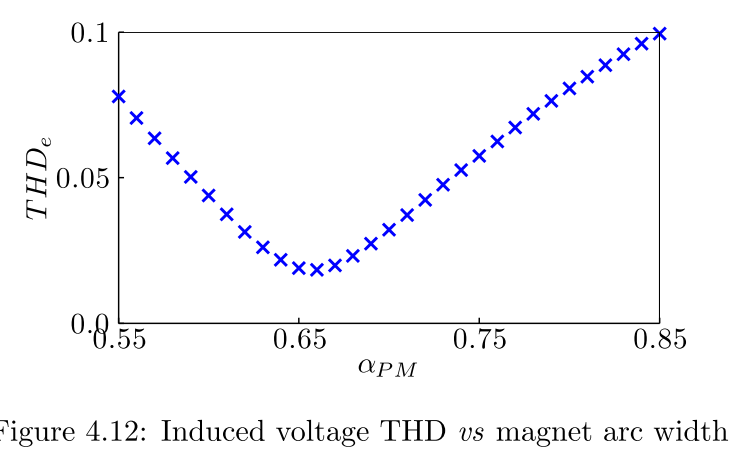 0.1
THDₑ
0.05
0.0
0.55 0.65 0.75 0.85
α_PM
Figure 4.12: Induced voltage THD vs magnet arc width